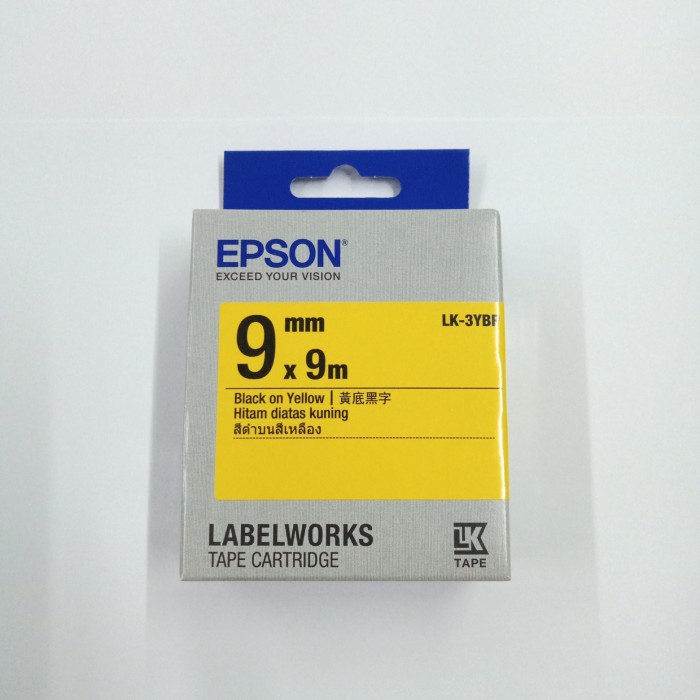 EPSON®
EXCEED YOUR VISION
9 mm x 9m
LK-3YBP
Black on Yellow | 黃底黑字
Hitam diatas kuning
สีดำบนสีเหลือง
LABELWORKS
TAPE CARTRIDGE
LK
TAPE